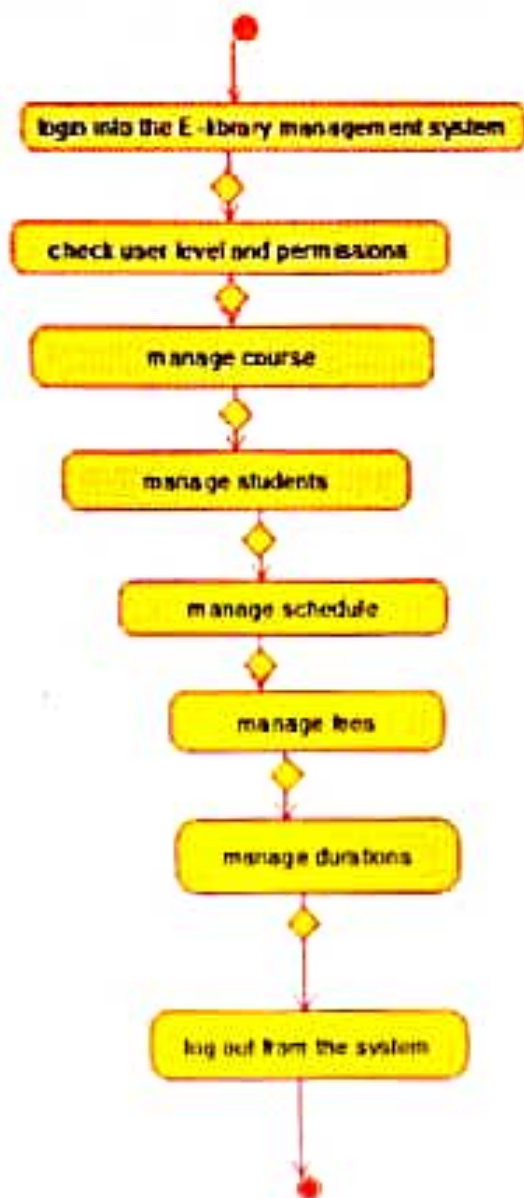 login into the E-library management system
check user level and permissions
manage course
manage students
manage schedule
manage fees
manage durations
log out from the system